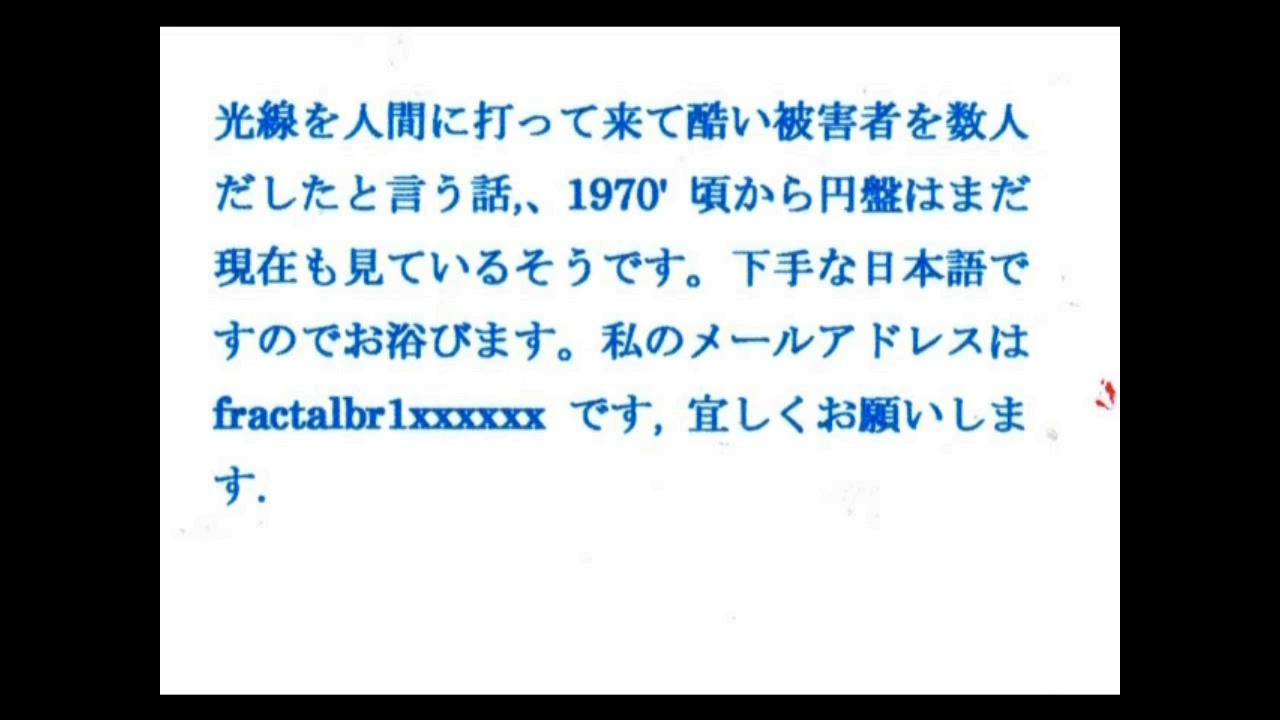 光線を人間に打って来て酷い被害者を数人
だしたと言う話,、1970' 頃から円盤はまだ
現在も見ているそうです。下手な日本語で
すのでお浴びます。私のメールアドレスは
fractalbr1xxxxxx です, 宜しくお願いしま
す.